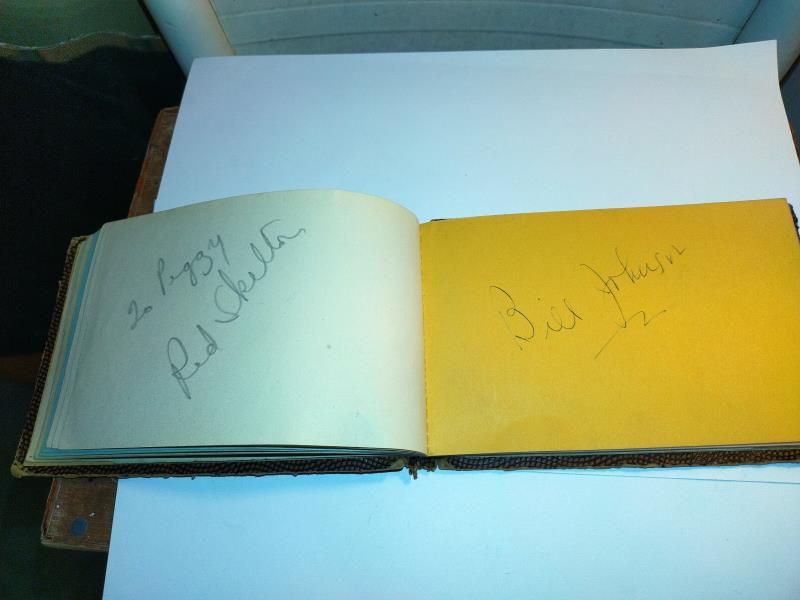 To Peggy
Red Skelton
Bill Johnson